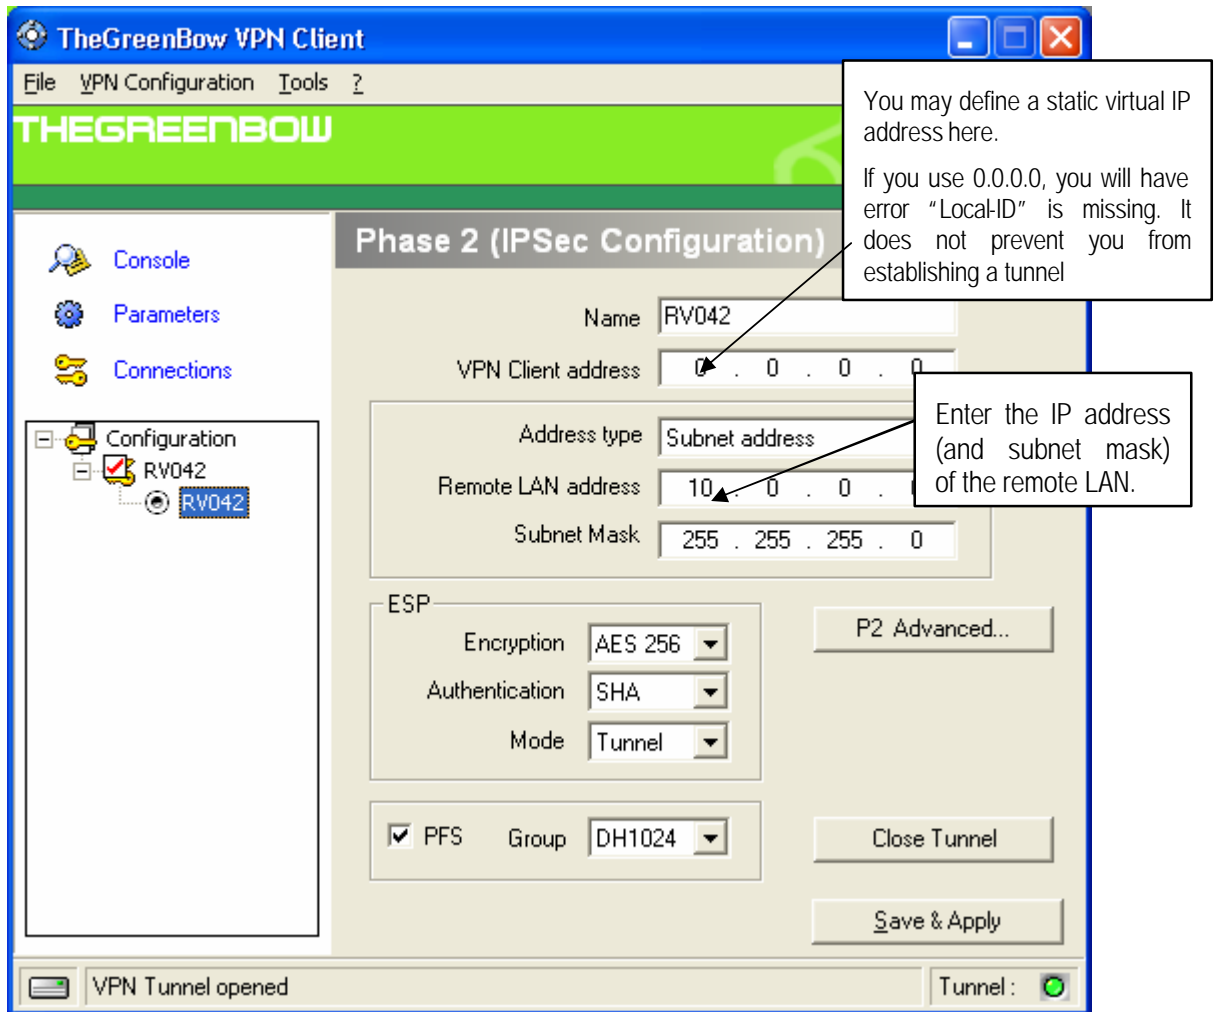 TheGreenBow VPN Client
File VPN Configuration Tools ?
THEGREENBOW
You may define a static virtual IP
address here.
If you use 0.0.0.0, you will have
error “Local-ID” is missing. It
does not prevent you from
establishing a tunnel
Console
Parameters
Connections
Configuration
RV042
RV042
Phase 2 (IPSec Configuration)
Name RV042
VPN Client address 0 . 0 . 0 . 0
Address type Subnet address
Remote LAN address 10 . 0 . 0 .
Subnet Mask 255 . 255 . 255 . 0
Enter the IP address
(and subnet mask)
of the remote LAN.
ESP
Encryption AES 256
Authentication SHA
Mode Tunnel
P2 Advanced...
PFS Group DH1024
Close Tunnel
Save & Apply
VPN Tunnel opened
Tunnel :